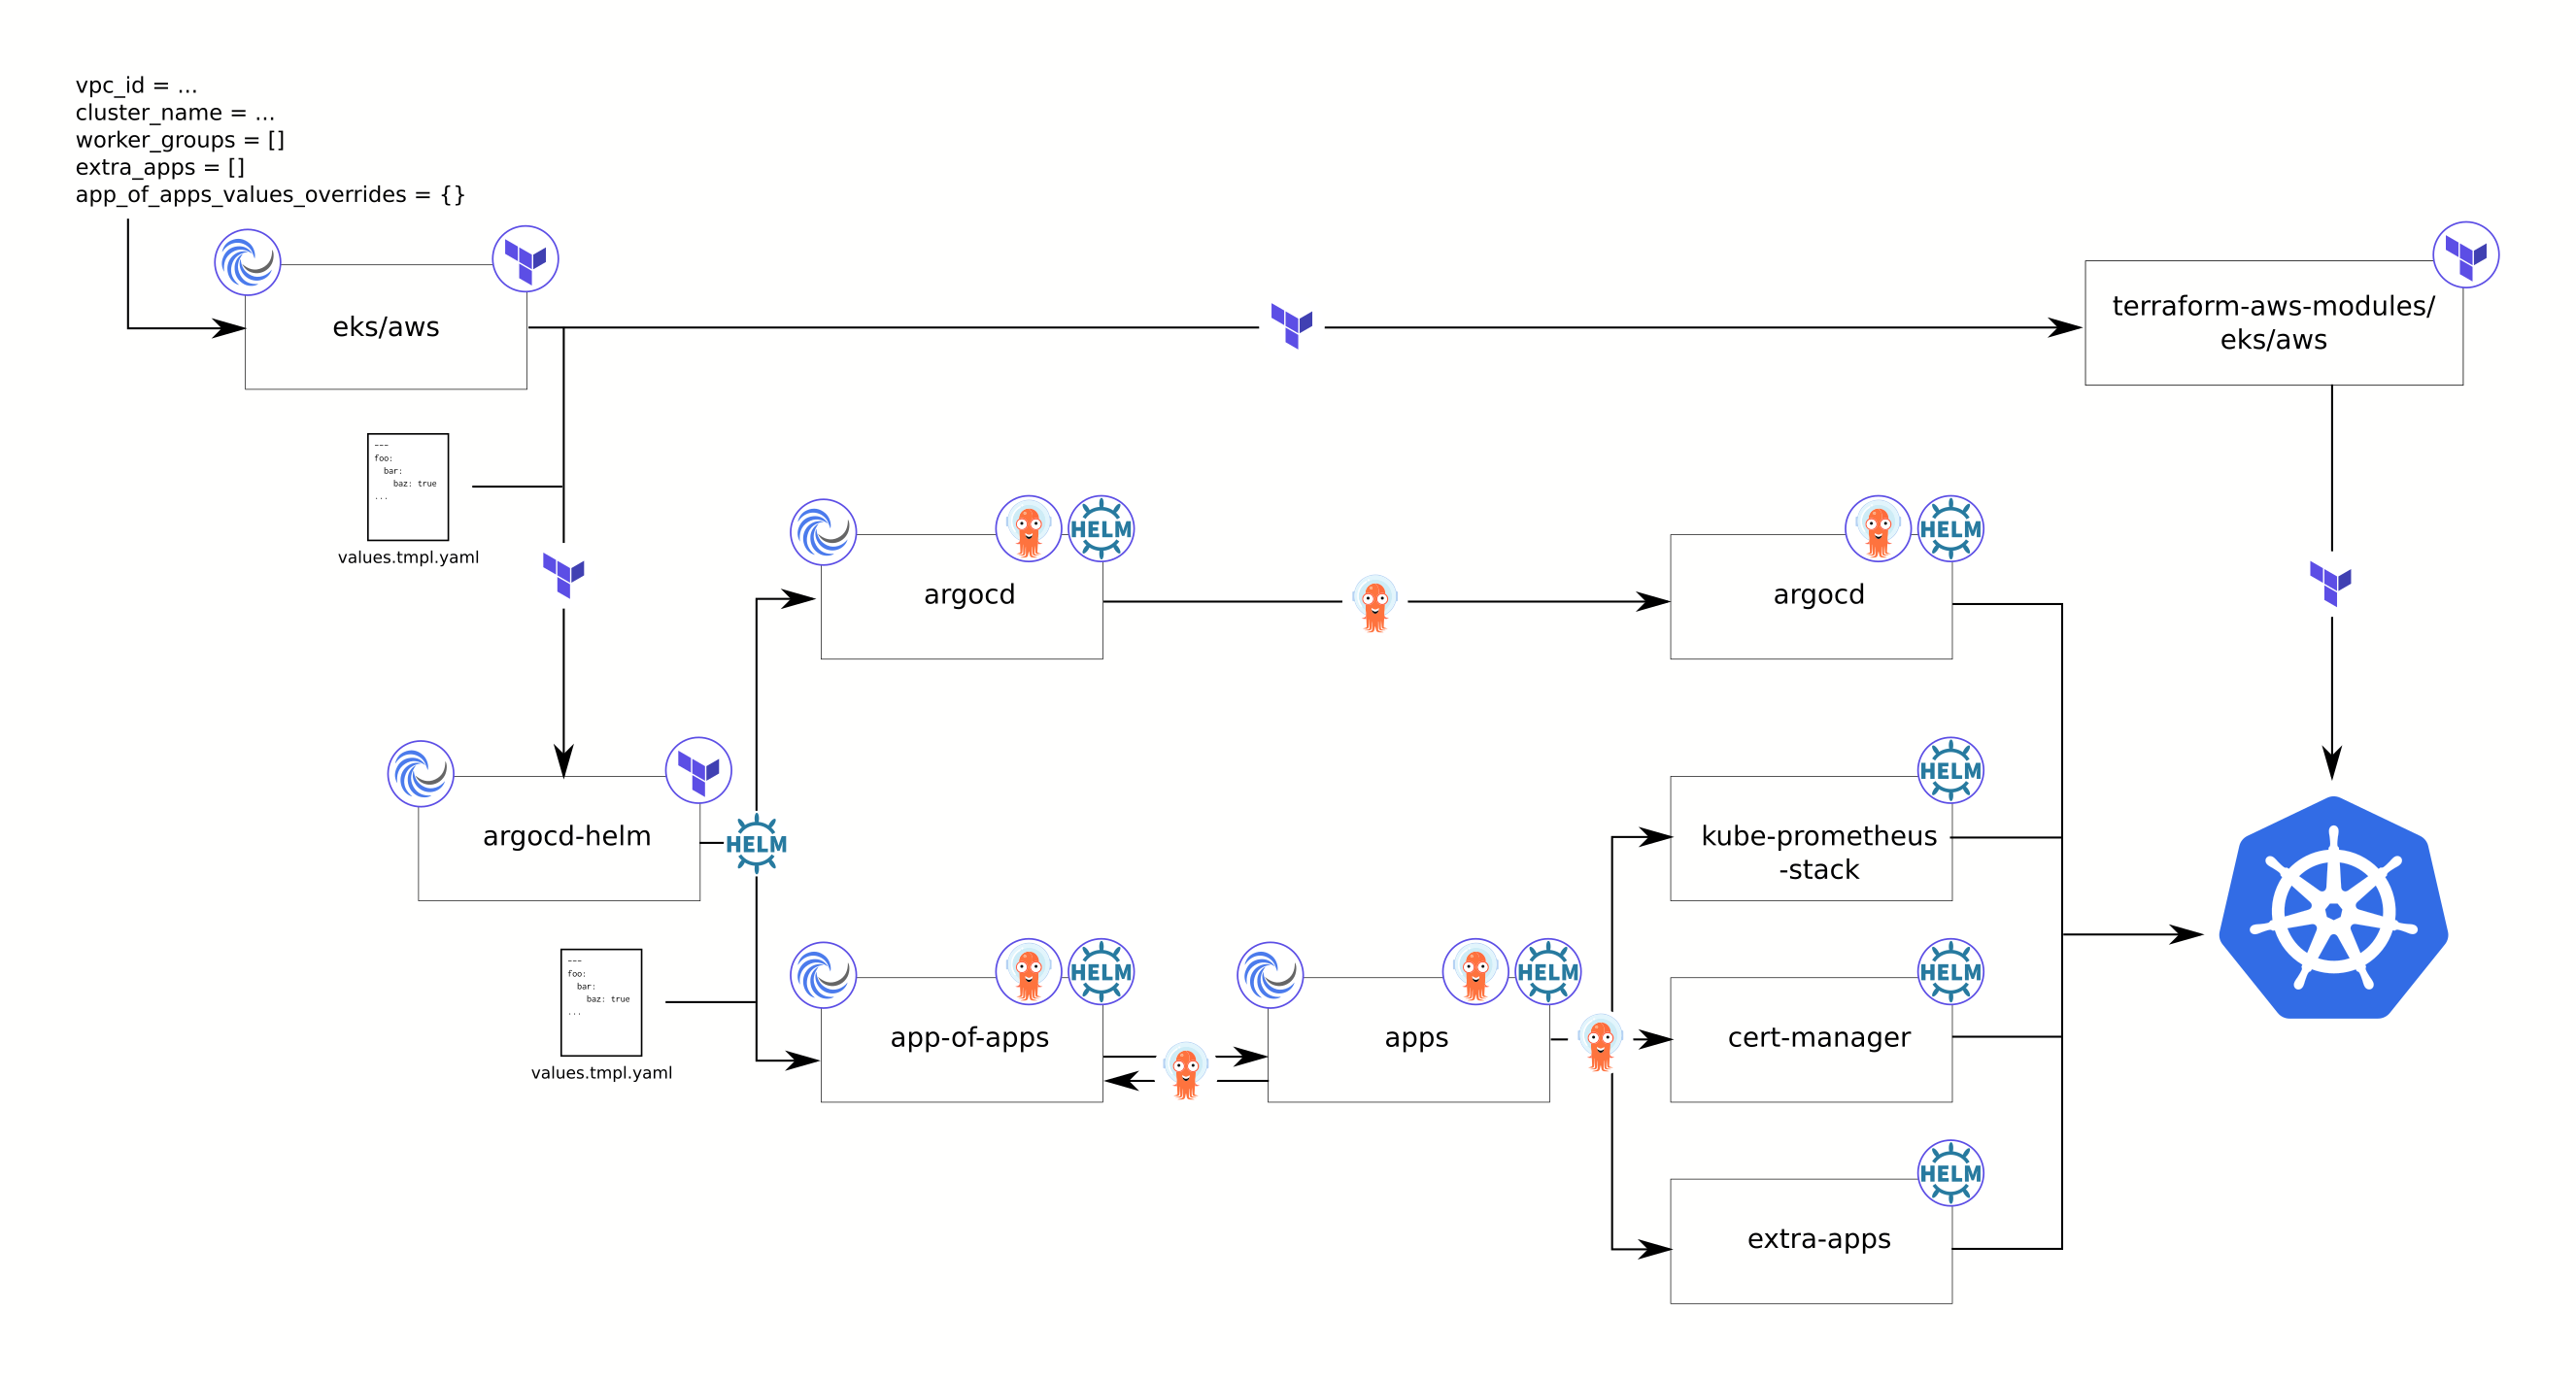 vpc_id = ...
cluster_name = ...
worker_groups = []
extra_apps = []
app_of_apps_values_overrides = {}
eks/aws
terraform-aws-modules/
eks/aws
---
foo:
bar:
baz: true
...
values.tmpl.yaml
HELM
HELM
argocd
argocd
HELM
argocd-helm
HELM
kube-prometheus
-stack
---
foo:
bar:
baz: true
...
values.tmpl.yaml
HELM
HELM
HELM
app-of-apps
apps
cert-manager
HELM
extra-apps